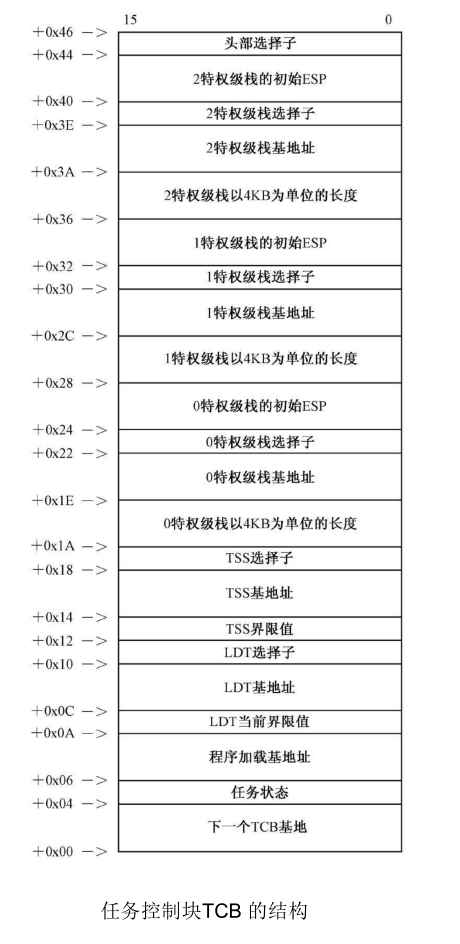 15 0
+0x46 -->
头部选择子
+0x44 -->
2特权级栈的初始ESP
+0x40 -->
2特权级栈选择子
+0x3E -->
2特权级栈基地址
+0x3A -->
2特权级栈以4KB为单位的长度
+0x36 -->
1特权级栈的初始ESP
+0x32 -->
1特权级栈选择子
+0x30 -->
1特权级栈基地址
+0x2C -->
1特权级栈以4KB为单位的长度
+0x28 -->
0特权级栈的初始ESP
+0x24 -->
0特权级栈选择子
+0x22 -->
0特权级栈基地址
+0x1E -->
0特权级栈以4KB为单位的长度
+0x1A -->
TSS选择子
+0x18 -->
TSS基地址
+0x14 -->
TSS界限值
+0x12 -->
LDT选择子
+0x10 -->
LDT基地址
+0x0C -->
LDT当前界限值
+0x0A -->
程序加载基地址
+0x06 -->
任务状态
+0x04 -->
下一个TCB基地
+0x00 -->
任务控制块TCB 的结构